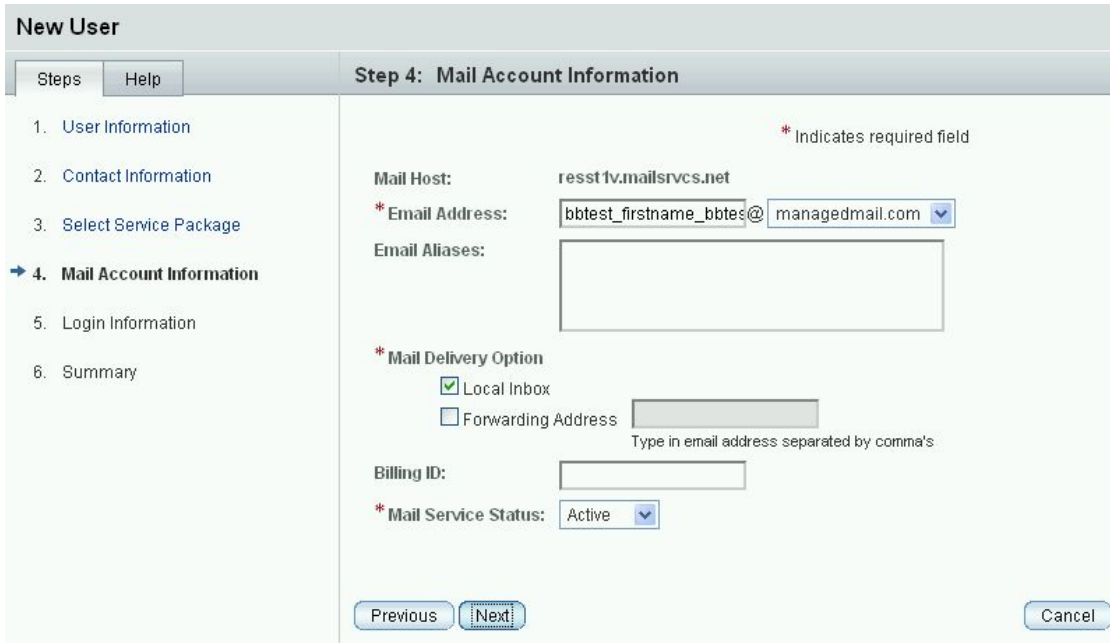 New User
Steps Help
1. User Information
2. Contact Information
3. Select Service Package
4. Mail Account Information
5. Login Information
6. Summary
Step 4: Mail Account Information
* Indicates required field
Mail Host: resst1v.mailsrvcs.net
* Email Address: bbtest_firstname_bbtes@ managedmail.com
Email Aliases:
* Mail Delivery Option
Local Inbox
Forwarding Address
Type in email address separated by comma's
Billing ID:
* Mail Service Status: Active
Previous Next Cancel